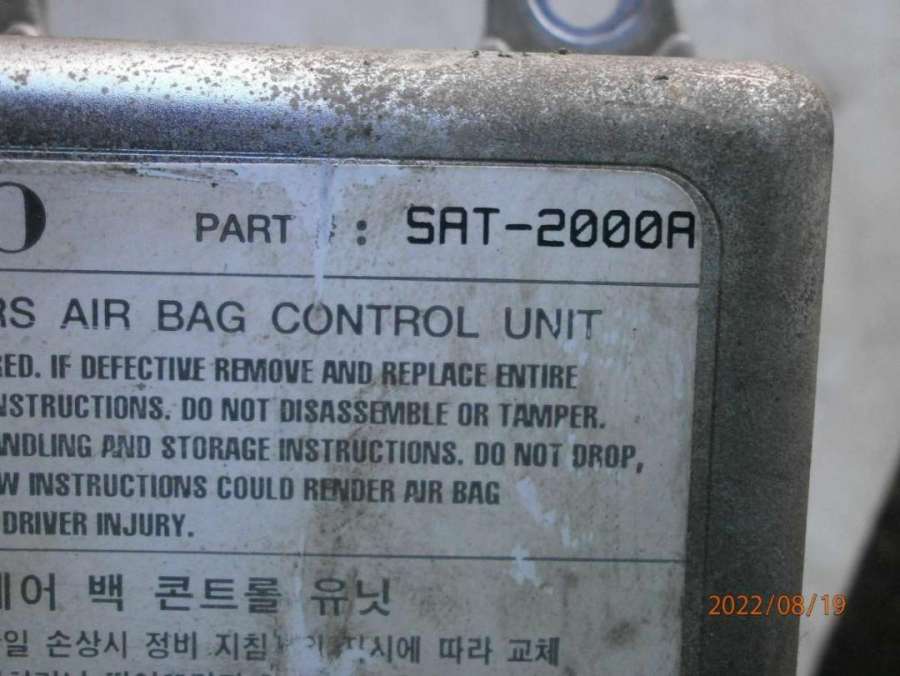 O PART : SAT-2000A
RS AIR BAG CONTROL UNIT
RED. IF DEFECTIVE REMOVE AND REPLACE ENTIRE
NSTRUCTIONS. DO NOT DISASSEMBLE OR TAMPER.
NDLING AND STORAGE INSTRUCTIONS. DO NOT DROP,
W INSTRUCTIONS COULD RENDER AIR BAG
DRIVER INJURY.
에어 백 콘트롤 유닛
일 손상시 정비 지침 지시에 따라 교체
2022/08/19